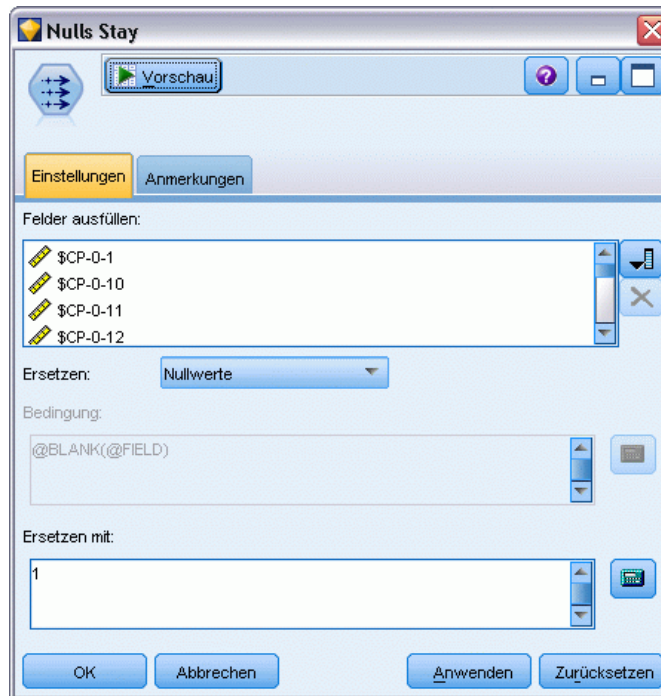 Nulls Stay
Vorschau
Einstellungen
Anmerkungen
Felder ausfüllen:
$CP-0-1
$CP-0-10
$CP-0-11
$CP-0-12
Ersetzen:
Nullwerte
Bedingung:
@BLANK(@FIELD)
Ersetzen mit:
1
OK
Abbrechen
Anwenden
Zurücksetzen